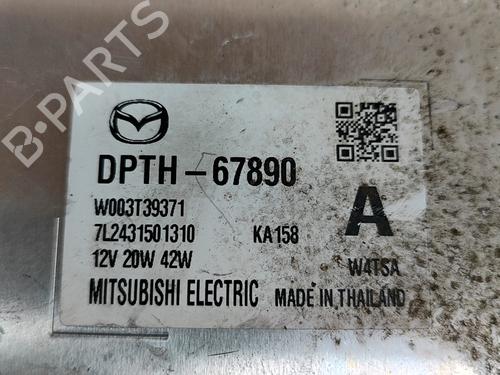 B-PARTS
DPTH-67890
W003T39371
7L2431501310 KA158
12V 20W 42W
A
W4TSA
MITSUBISHI ELECTRIC MADE IN THAILAND